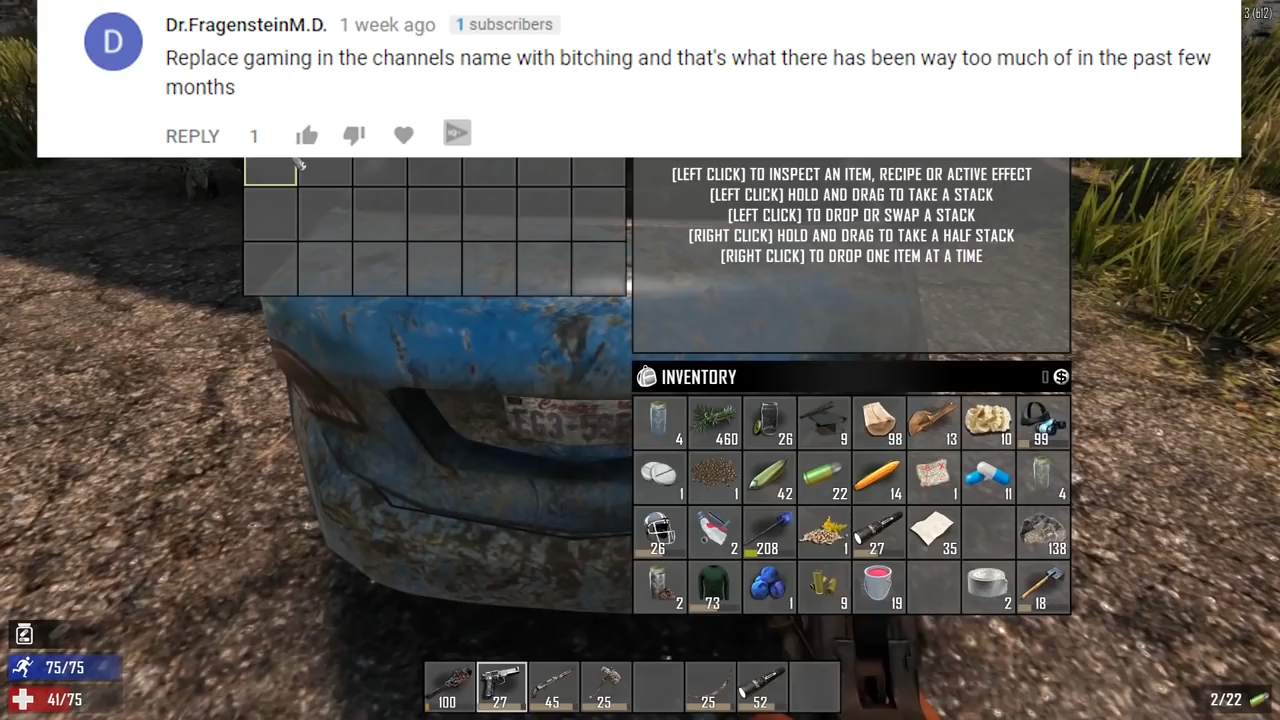 Dr.FragensteinM.D. 1 week ago 1 subscribers
3 (b12)
D
Replace gaming in the channels name with bitching and that's what there has been way too much of in the past few
months
REPLY 1
[LEFT CLICK] TO INSPECT AN ITEM, RECIPE OR ACTIVE EFFECT
[LEFT CLICK] HOLD AND DRAG TO TAKE A STACK
[LEFT CLICK] TO DROP OR SWAP A STACK
[RIGHT CLICK] HOLD AND DRAG TO TAKE A HALF STACK
[RIGHT CLICK] TO DROP ONE ITEM AT A TIME
INVENTORY 0
4 460 26 9 98 13 10 99
1 1 42 22 14 1 11 4
26 2 208 1 27 35 138
2 73 1 9 19 2 18
75/75
41/75
100 27 45 25 25 52
2/22